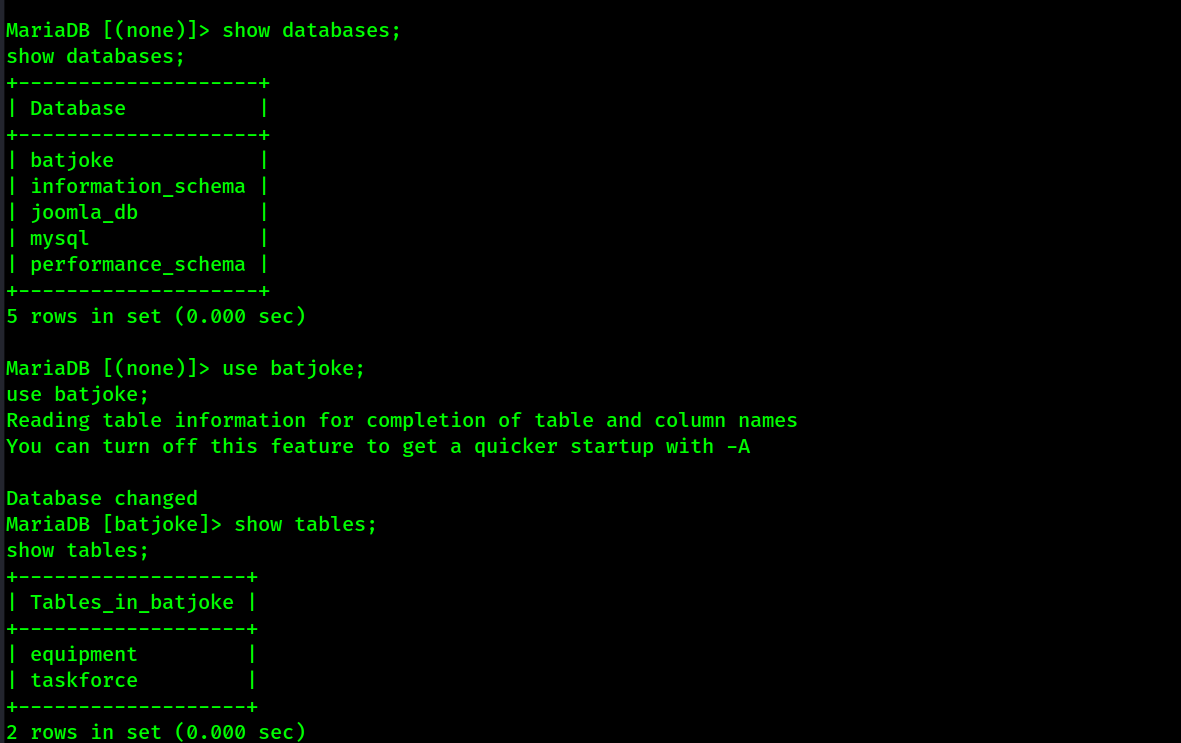 MariaDB [(none)]> show databases;
show databases;
+--------------------+
| Database           |
+--------------------+
| batjoke            |
| information_schema |
| joomla_db          |
| mysql              |
| performance_schema |
+--------------------+
5 rows in set (0.000 sec)
MariaDB [(none)]> use batjoke;
use batjoke;
Reading table information for completion of table and column names
You can turn off this feature to get a quicker startup with -A
Database changed
MariaDB [batjoke]> show tables;
show tables;
+-------------------+
| Tables_in_batjoke |
+-------------------+
| equipment         |
| taskforce         |
+-------------------+
2 rows in set (0.000 sec)